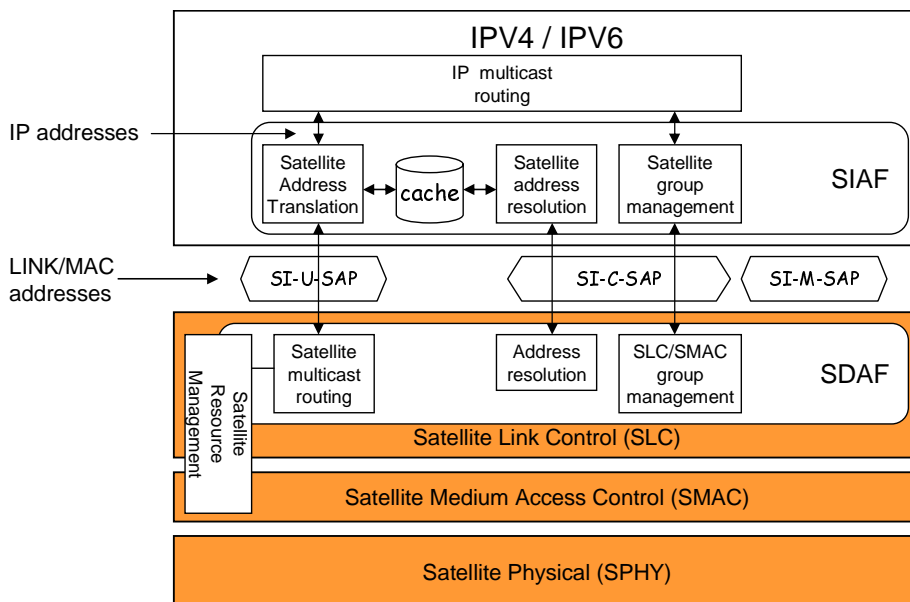 IPV4 / IPV6
IP multicast
routing
IP addresses
Satellite
Address
Translation
cache
Satellite
address
resolution
Satellite
group
management
SIAF
LINK/MAC
addresses
SI-U-SAP
SI-C-SAP
SI-M-SAP
Satellite
Resource
Management
Satellite
multicast
routing
Address
resolution
SLC/SMAC
group
management
SDAF
Satellite Link Control (SLC)
Satellite Medium Access Control (SMAC)
Satellite Physical (SPHY)